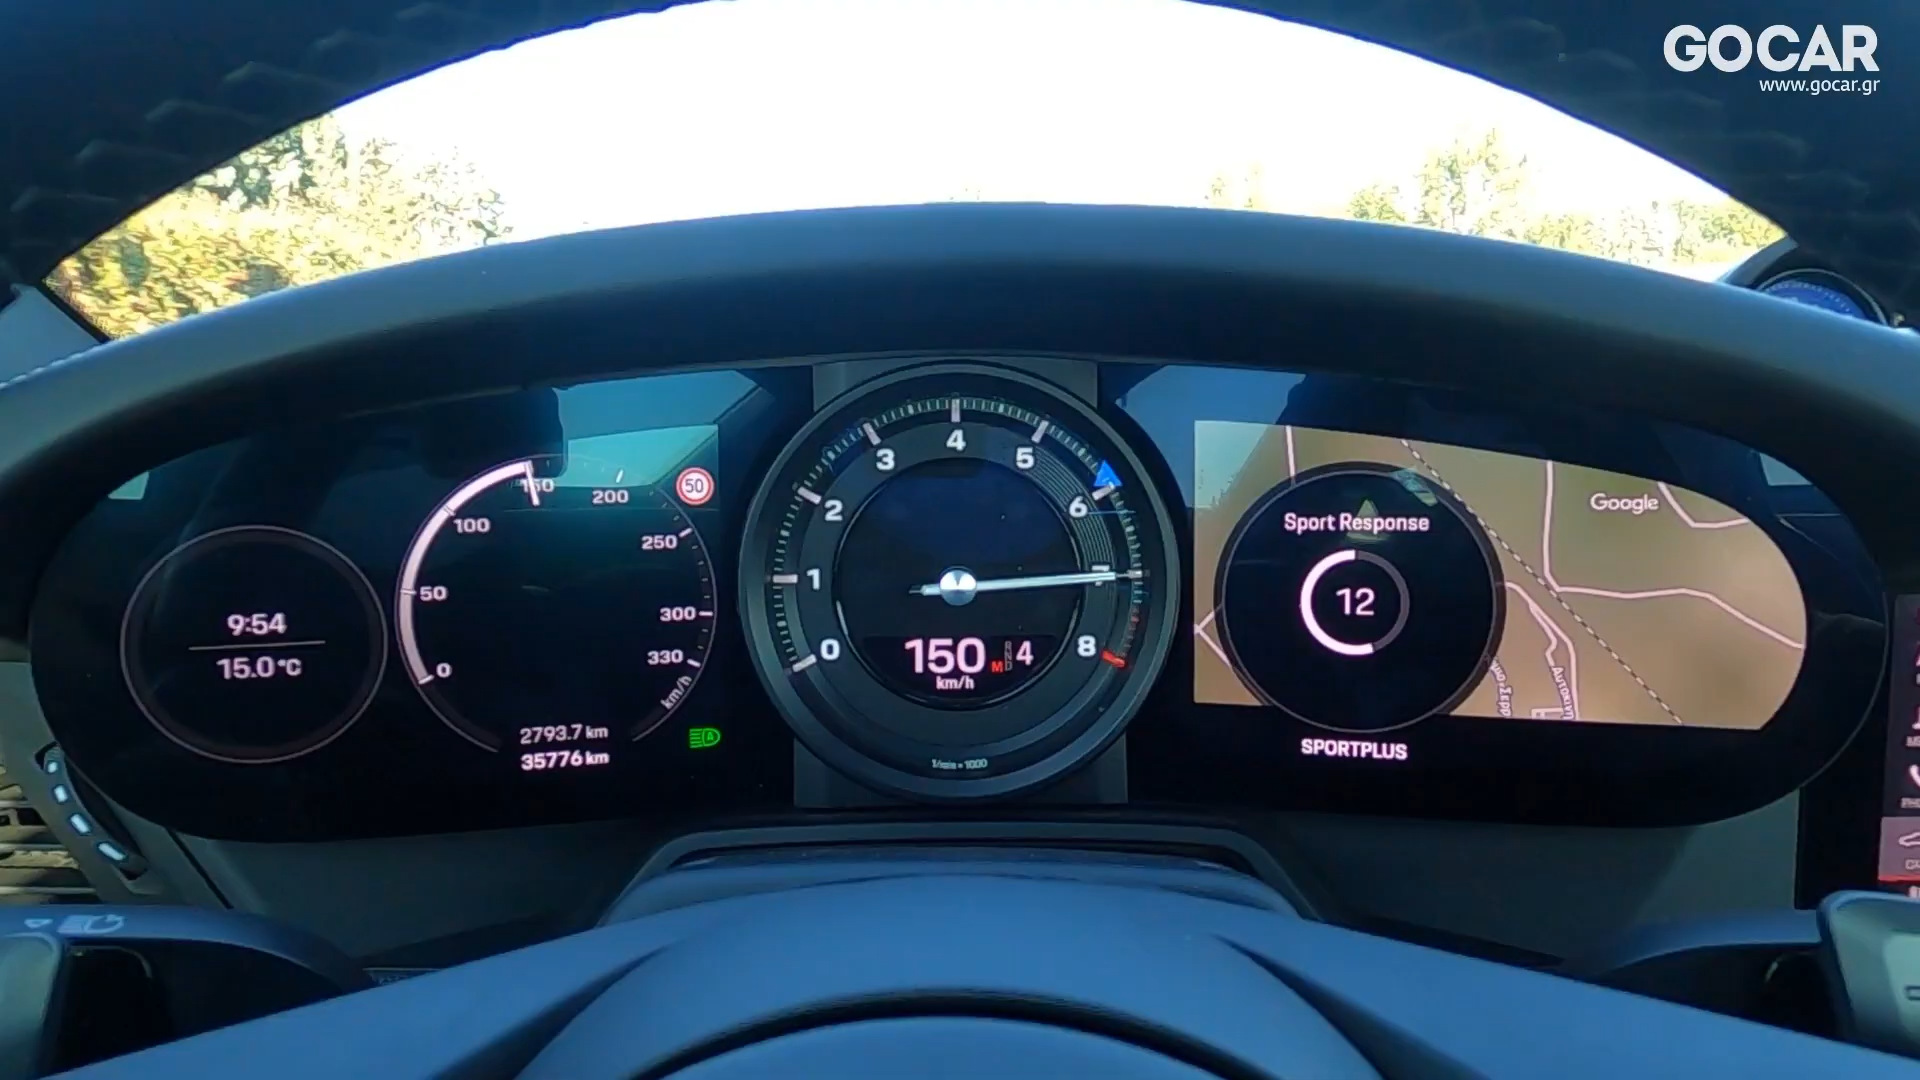 GOCAR
www.gocar.gr
9:54
15.0°C
0
50
100
150
200
250
300
330
km/h
50
2793.7 km
35776 km
0
1
2
3
4
5
6
7
8
150
km/h
M
4
1/min × 1000
Sport Response
12
SPORTPLUS
Google